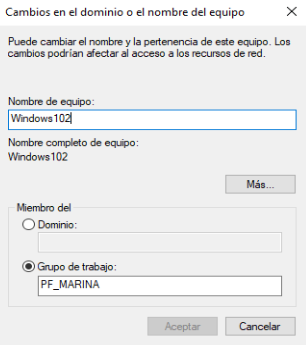 Cambios en el dominio o el nombre del equipo
Puede cambiar el nombre y la pertenencia de este equipo. Los
cambios podrían afectar al acceso a los recursos de red.
Nombre de equipo:
Windows102
Nombre completo de equipo:
Windows102
Más...
Miembro del
Dominio:
Grupo de trabajo:
PF_MARINA
Aceptar
Cancelar